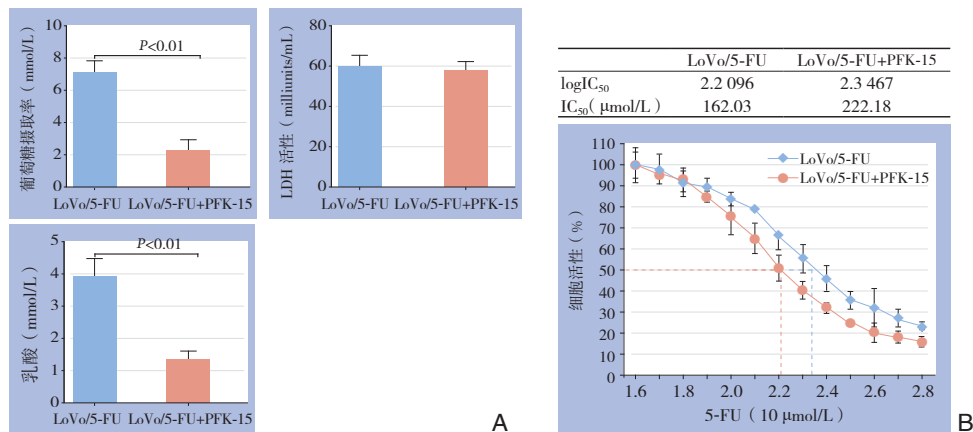 10
P<0.01
8
6
4
2
0
葡萄糖摄取率（mmol/L）
LoVo/5-FU LoVo/5-FU+PFK-15
80
60
40
20
0
LDH 活性（milliunits/mL）
LoVo/5-FU LoVo/5-FU+PFK-15
5
P<0.01
4
3
2
1
0
乳酸（mmol/L）
LoVo/5-FU LoVo/5-FU+PFK-15
A
LoVo/5-FU LoVo/5-FU+PFK-15
logIC50 2.2 096 2.3 467
IC50（μmol/L） 162.03 222.18
110
100
90
80
70
60
50
40
30
20
10
0
细胞活性（%）
LoVo/5-FU
LoVo/5-FU+PFK-15
1.6 1.8 2.0 2.2 2.4 2.6 2.8
5-FU（10 μmol/L）
B